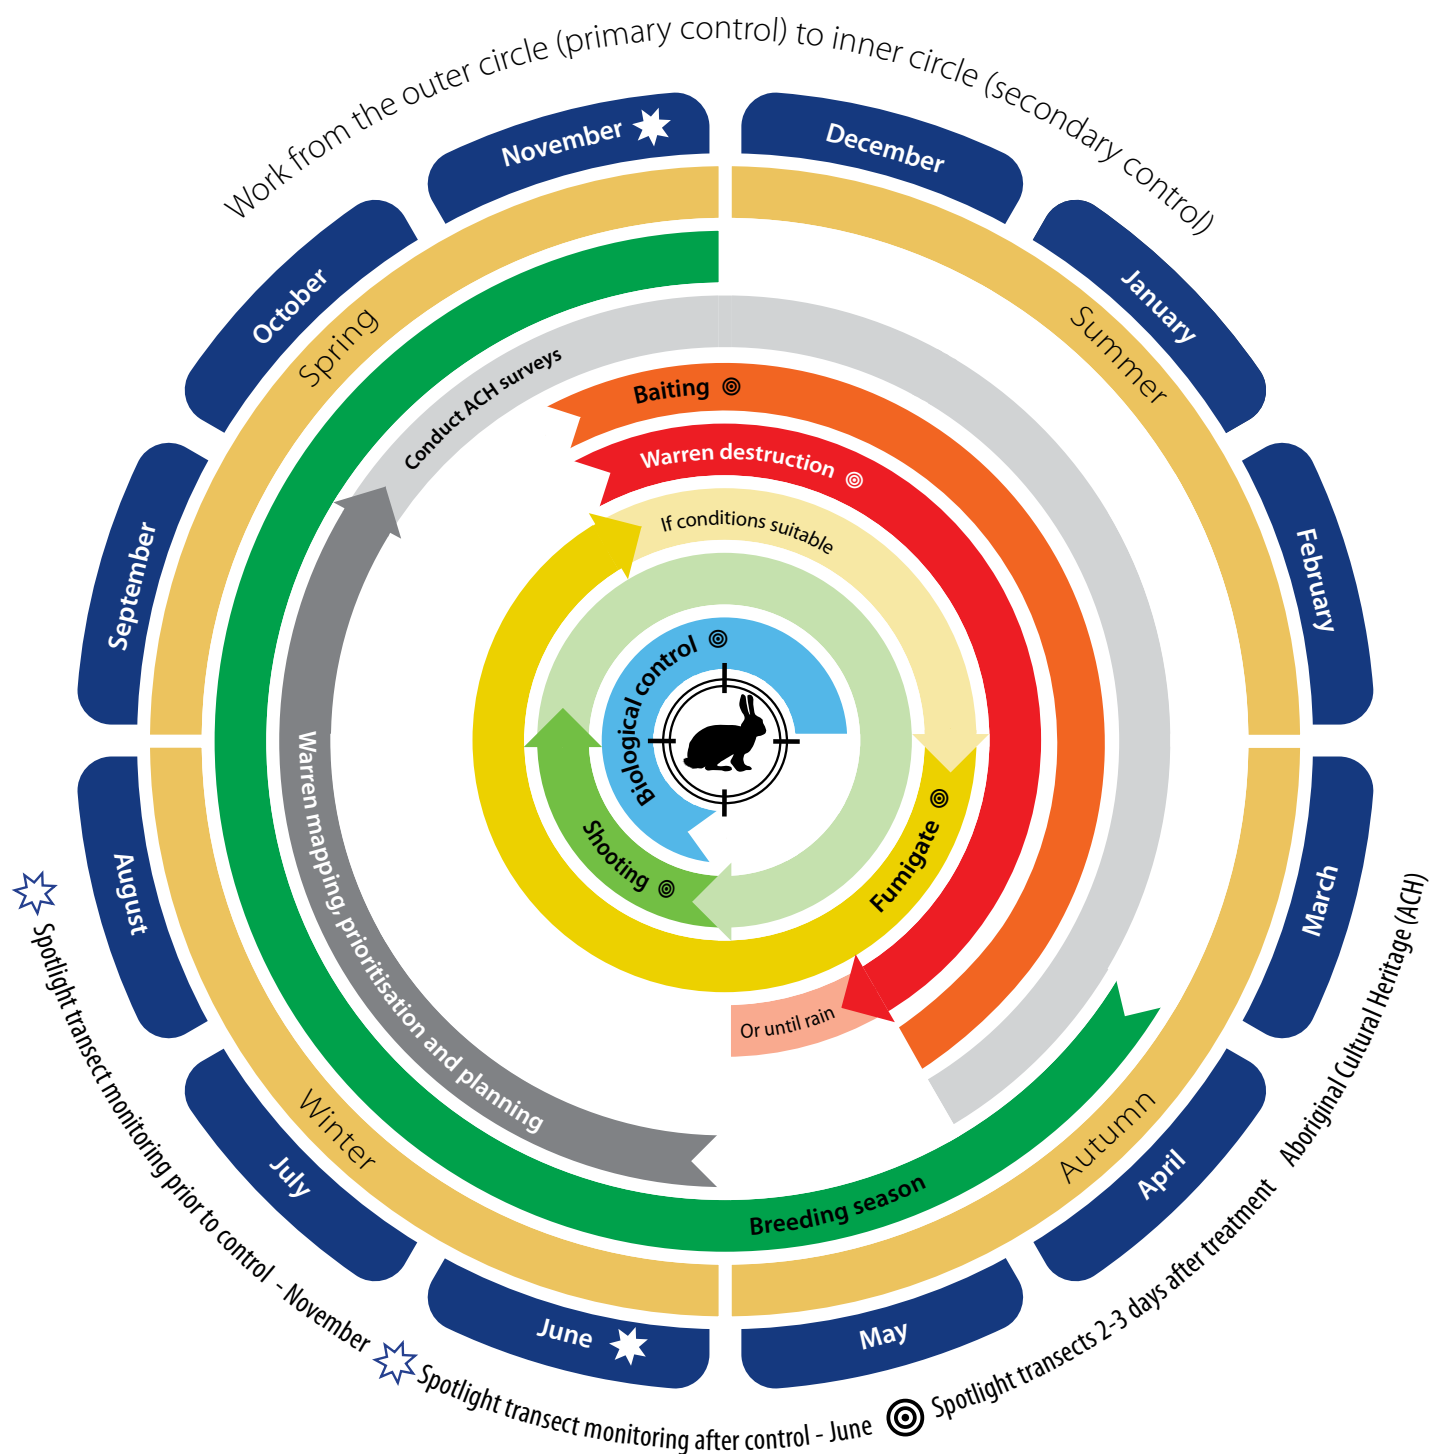 Work from the outer circle (primary control) to inner circle (secondary control)
November
December
January
February
March
April
May
June
July
August
September
October
Spring
Summer
Autumn
Winter
Breeding season
Conduct ACH surveys
Warren mapping, prioritisation and planning
Baiting
Warren destruction
Or until rain
If conditions suitable
Fumigate
Shooting
Biological control
Spotlight transect monitoring prior to control - November
Spotlight transect monitoring after control - June
Spotlight transects 2-3 days after treatment
Aboriginal Cultural Heritage (ACH)